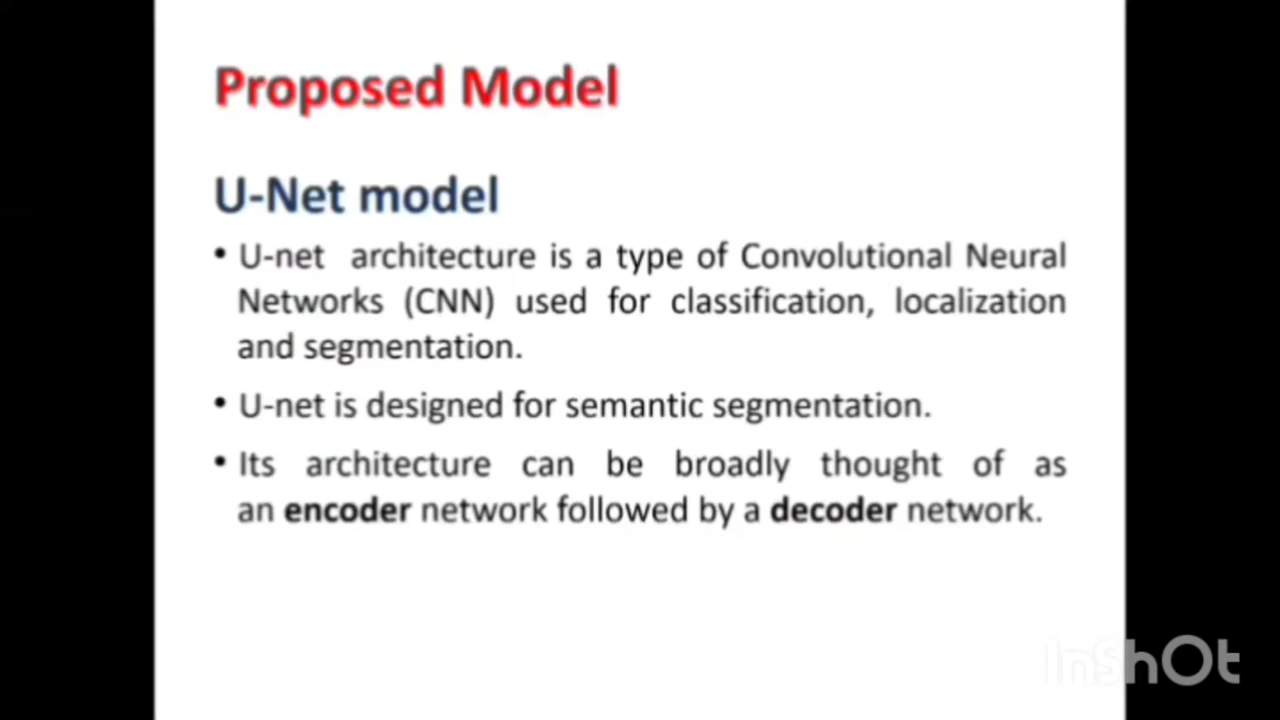 Proposed Model
U-Net model
• U-net architecture is a type of Convolutional Neural
Networks (CNN) used for classification, localization
and segmentation.
• U-net is designed for semantic segmentation.
• Its architecture can be broadly thought of as
an encoder network followed by a decoder network.
InShOt